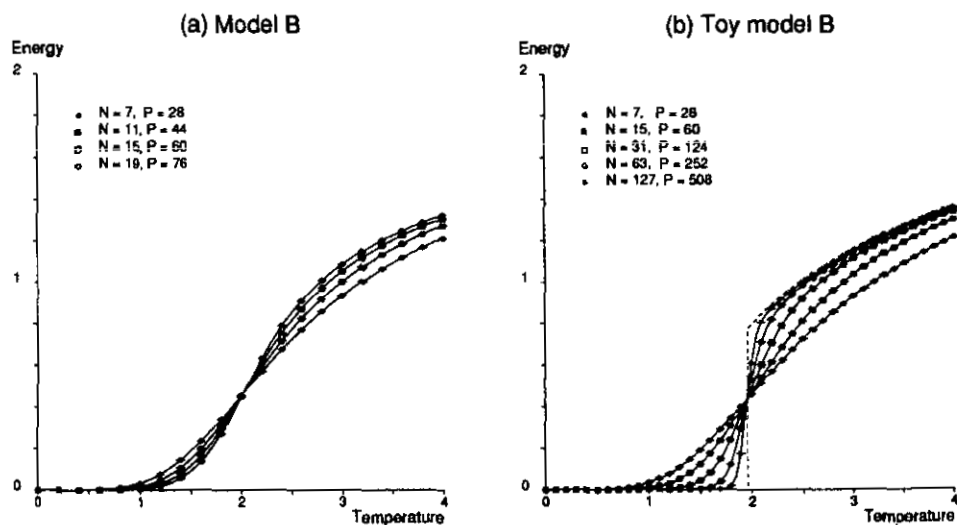 (a) Model B
Energy
2
N = 7, P = 28
N = 11, P = 44
N = 15, P = 60
N = 19, P = 76
1
0
0 1 2 3 4
Temperature
(b) Toy model B
Energy
2
N = 7, P = 28
N = 15, P = 60
N = 31, P = 124
N = 63, P = 252
N = 127, P = 508
1
0
0 1 2 3 4
Temperature